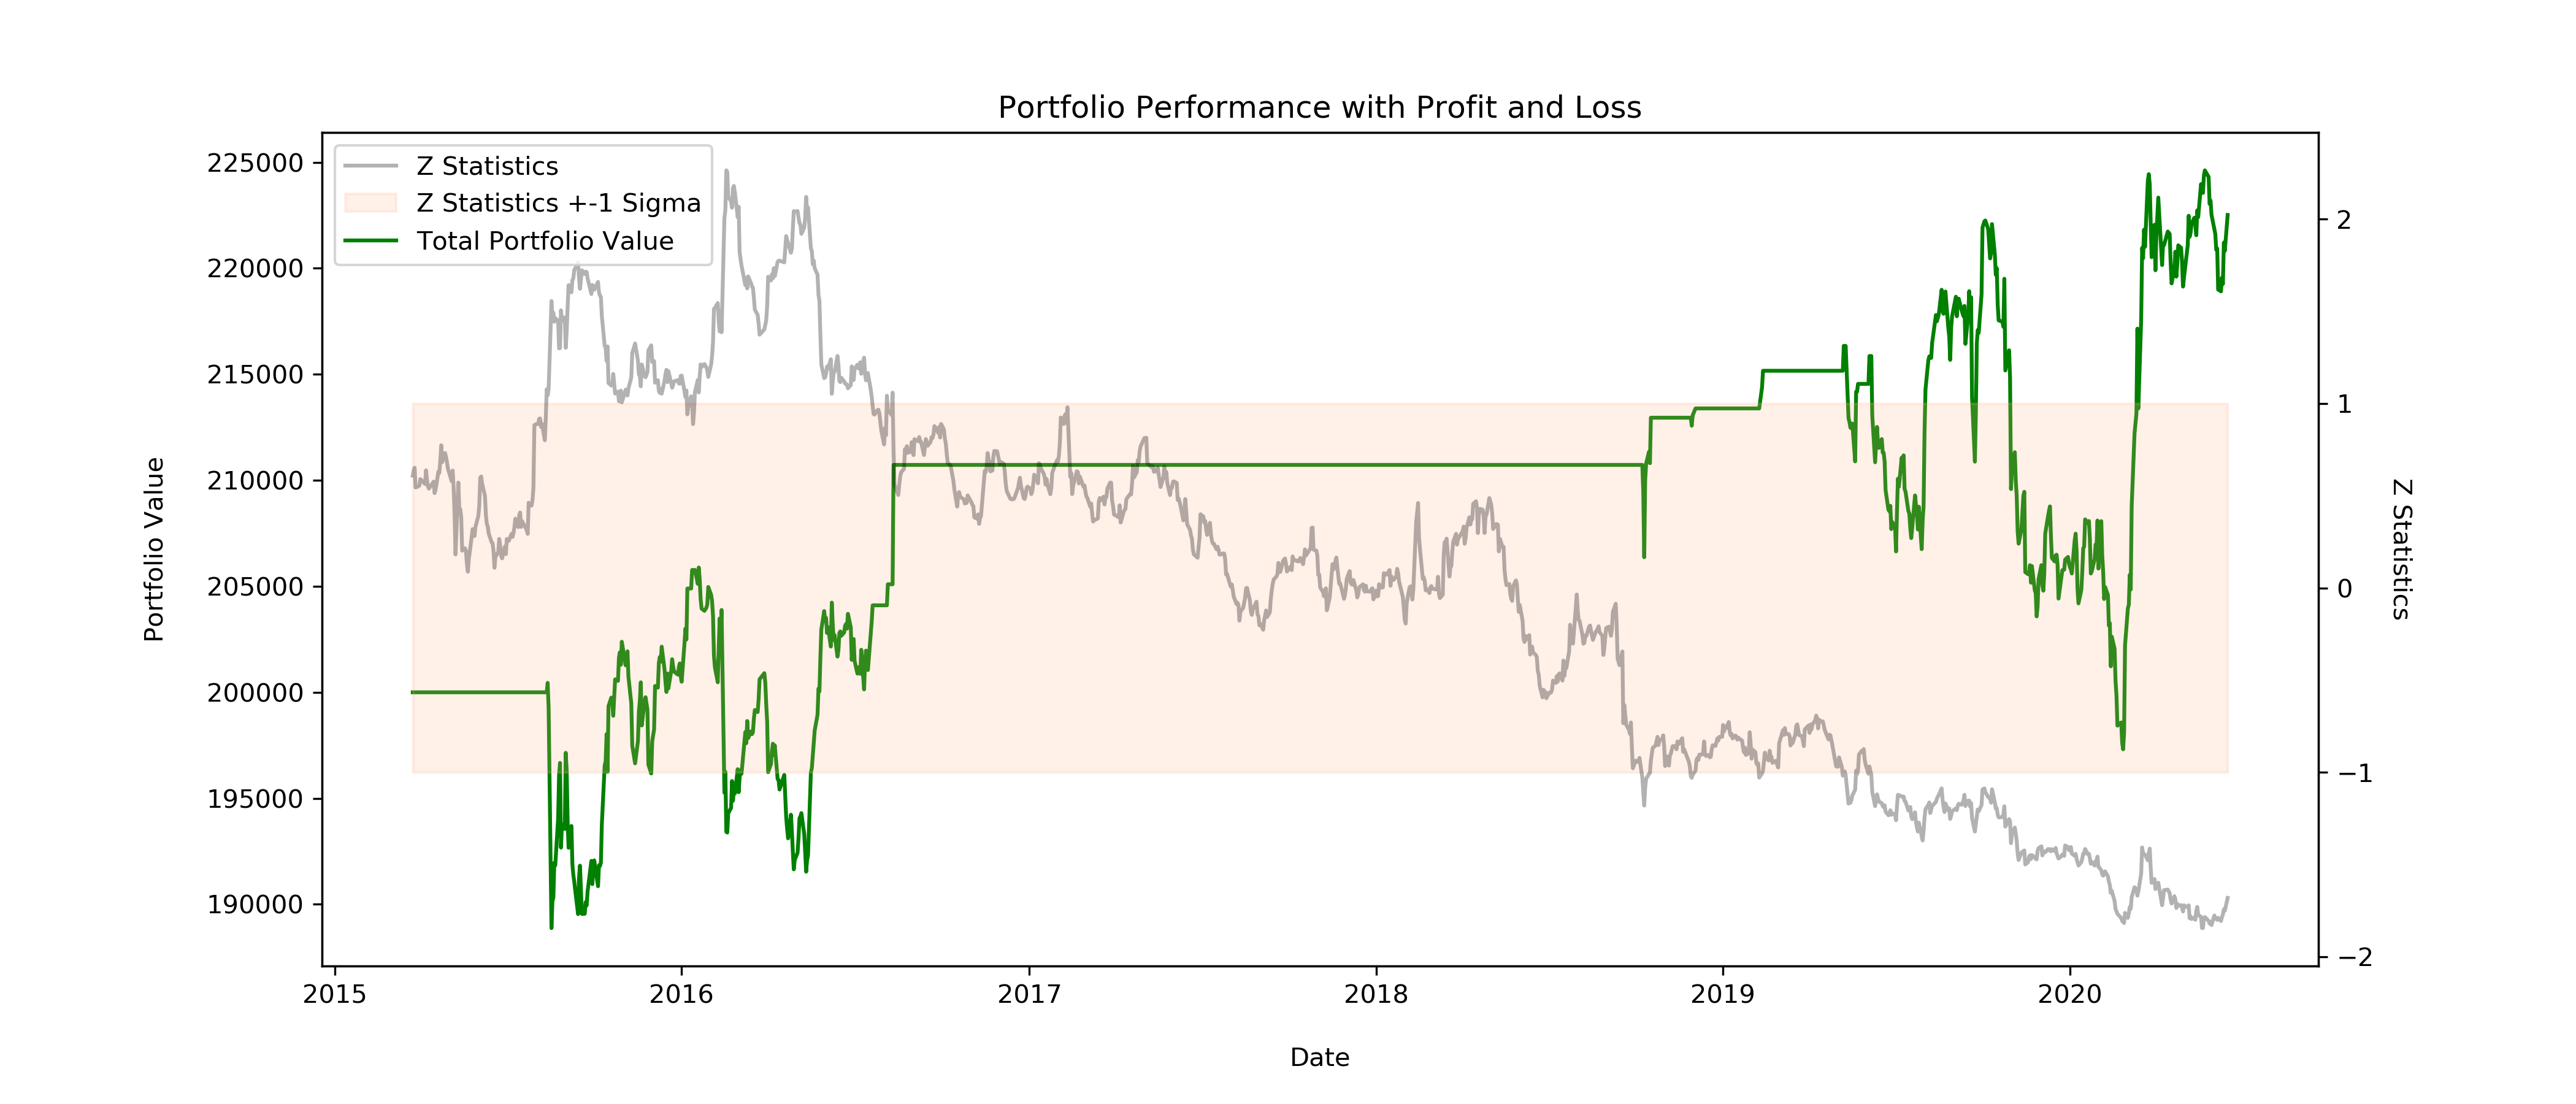 Portfolio Performance with Profit and Loss
Z Statistics
Z Statistics +-1 Sigma
Total Portfolio Value
225000
220000
215000
210000
205000
200000
195000
190000
Portfolio Value
2
1
0
−1
−2
Z Statistics
2015 2016 2017 2018 2019 2020
Date